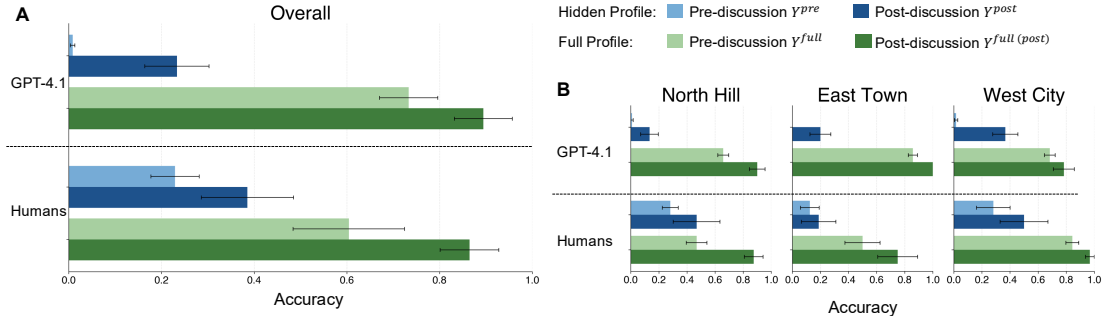 A
Overall
Hidden Profile: Pre-discussion Y^pre Post-discussion Y^post
Full Profile: Pre-discussion Y^full Post-discussion Y^full (post)
GPT-4.1
Humans
0.0 0.2 0.4 0.6 0.8 1.0
Accuracy
B
North Hill East Town West City
GPT-4.1
Humans
0.0 0.2 0.4 0.6 0.8 1.0 0.0 0.2 0.4 0.6 0.8 1.0 0.0 0.2 0.4 0.6 0.8 1.0
Accuracy